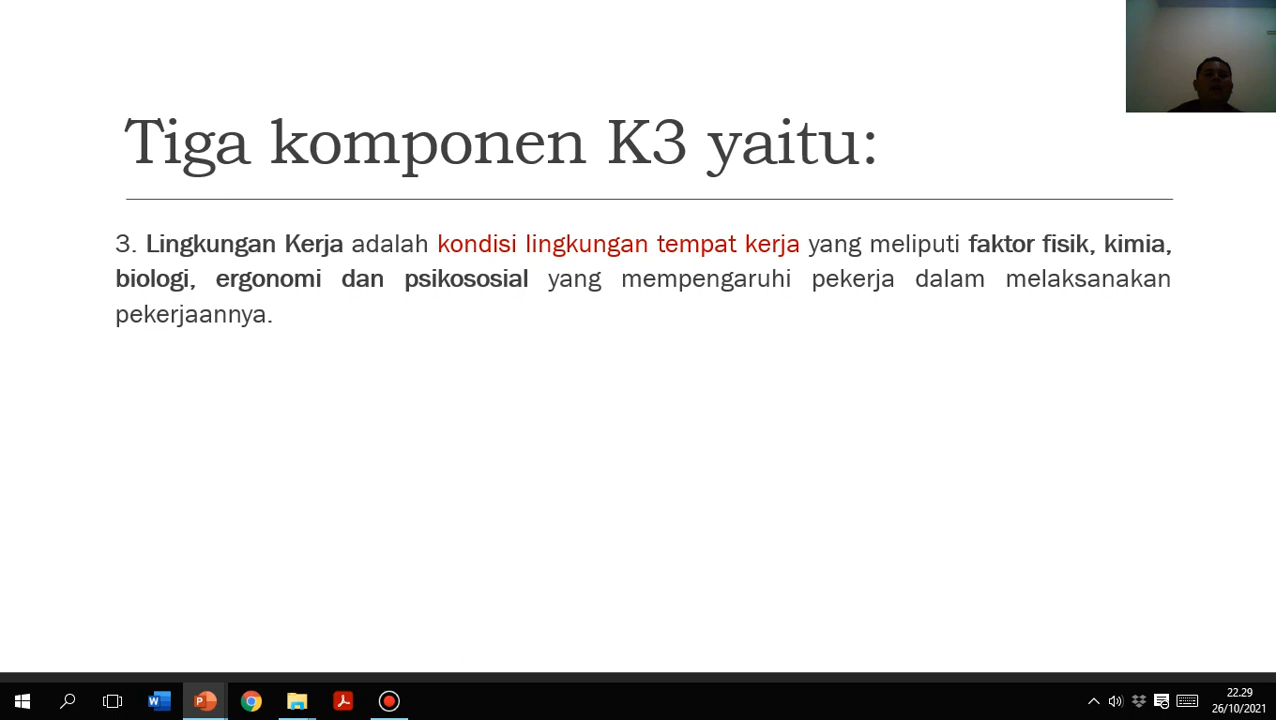 Tiga komponen K3 yaitu:
3. Lingkungan Kerja adalah kondisi lingkungan tempat kerja yang meliputi faktor fisik, kimia,
biologi, ergonomi dan psikososial yang mempengaruhi pekerja dalam melaksanakan
pekerjaannya.
22.29
26/10/2021